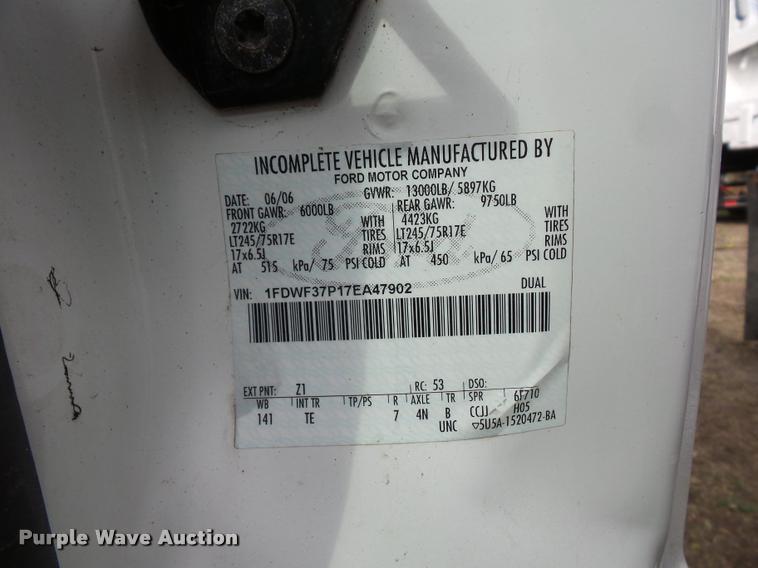 INCOMPLETE VEHICLE MANUFACTURED BY
FORD MOTOR COMPANY
DATE: 06/06 GVWR: 13000LB/ 5897KG
FRONT GAWR: 6000LB REAR GAWR: 9750LB
2722KG WITH 4423KG WITH
LT245/75R17E TIRES LT245/75R17E TIRES
17x6.5J RIMS 17x6.5J RIMS
AT 515 kPa/ 75 PSI COLD AT 450 kPa/ 65 PSI COLD
VIN: 1FDWF37P17EA47902 DUAL
EXT PNT: Z1 RC: 53 DSO:
WB INT TR TP/PS R AXLE TR SPR 6F710
141 TE 7 4N B CCJJ H05
UNC ▽5U5A-1520472-BA
Purple Wave Auction